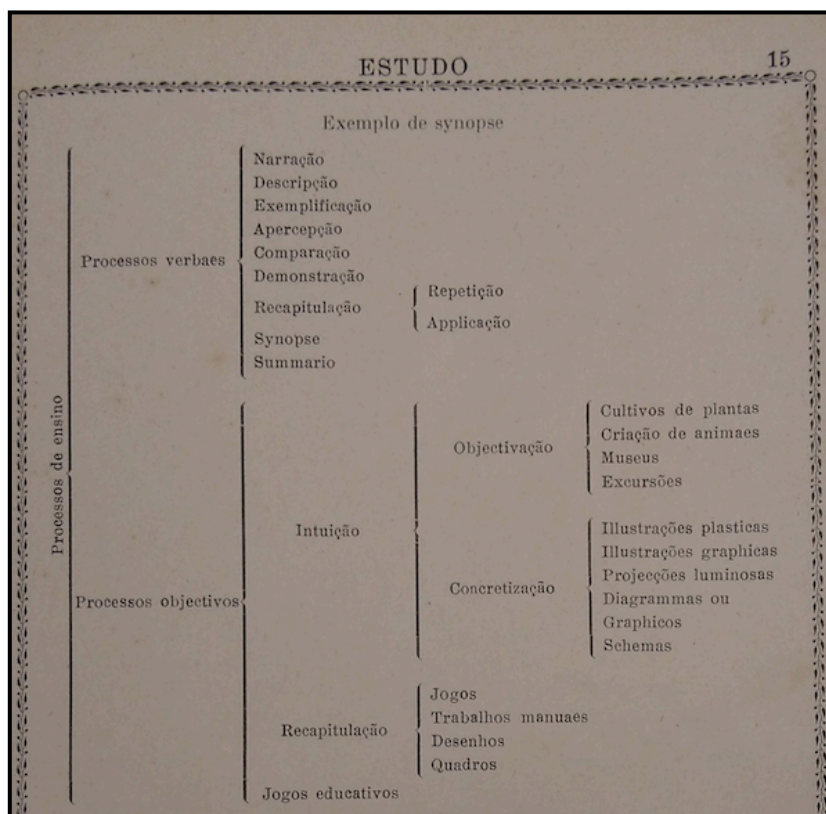 ESTUDO 15
Exemplo de synopse
Processos de ensino
Processos verbaes
Narração
Descripção
Exemplificação
Apercepção
Comparação
Demonstração
Recapitulação
Repetição
Applicação
Synopse
Summario
Processos objectivos
Intuição
Objectivação
Cultivos de plantas
Criação de animaes
Museus
Excursões
Concretização
Illustrações plasticas
Illustrações graphicas
Projecções luminosas
Diagrammas ou
Graphicos
Schemas
Recapitulação
Jogos
Trabalhos manuaes
Desenhos
Quadros
Jogos educativos